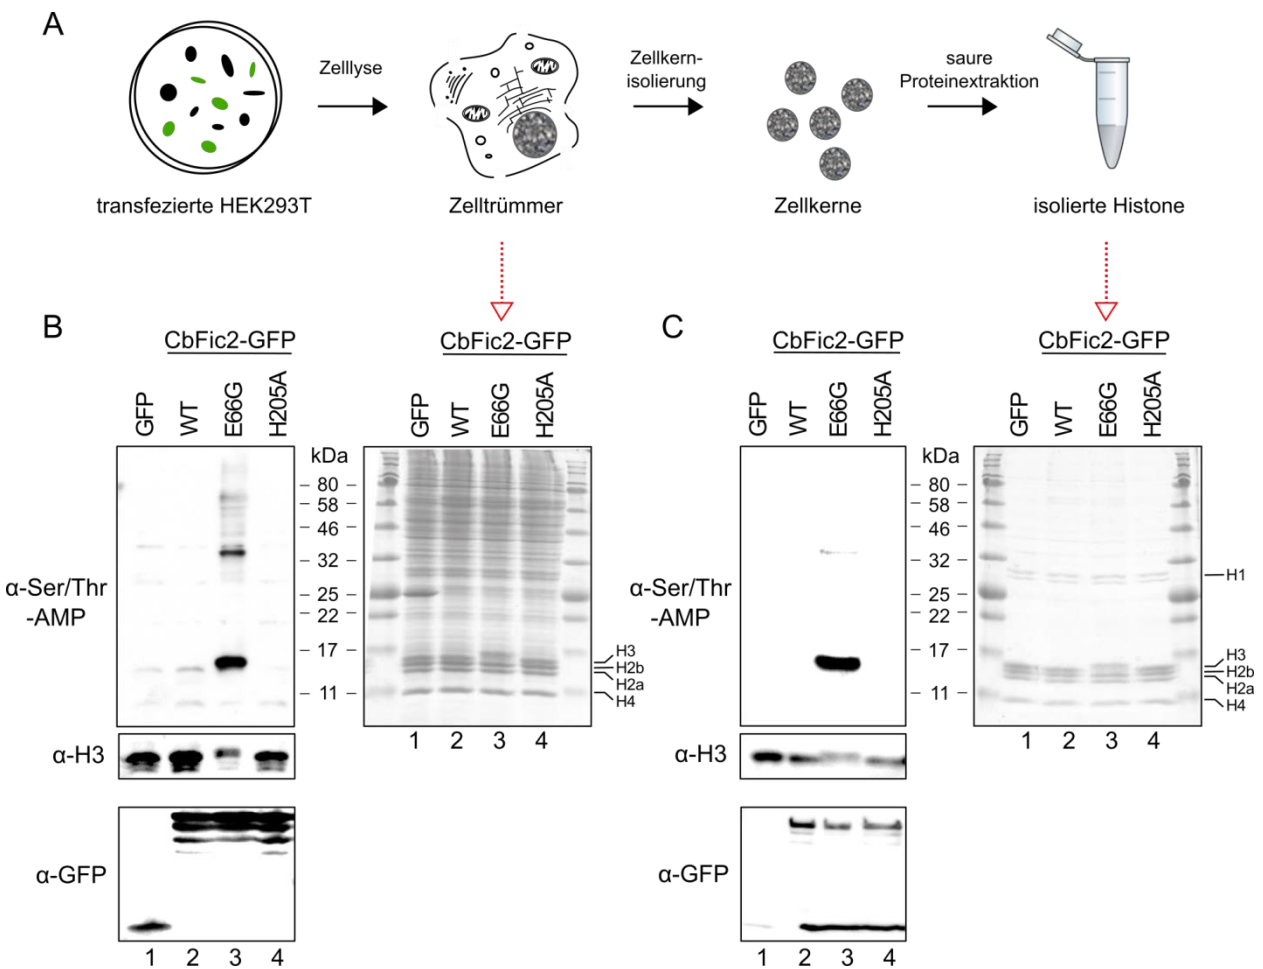 A
Zelllyse
Zellkern-
isolierung
saure
Proteinextraktion
transfezierte HEK293T
Zelltrümmer
Zellkerne
isolierte Histone
B
CbFic2-GFP
GFP
WT
E66G
H205A
CbFic2-GFP
GFP
WT
E66G
H205A
kDa
80
58
46
32
25
22
17
11
α-Ser/Thr
-AMP
H3
H2b
H2a
H4
1 2 3 4
α-H3
α-GFP
1 2 3 4
C
CbFic2-GFP
GFP
WT
E66G
H205A
CbFic2-GFP
GFP
WT
E66G
H205A
kDa
80
58
46
32
25
22
17
11
α-Ser/Thr
-AMP
H1
H3
H2b
H2a
H4
1 2 3 4
α-H3
α-GFP
1 2 3 4